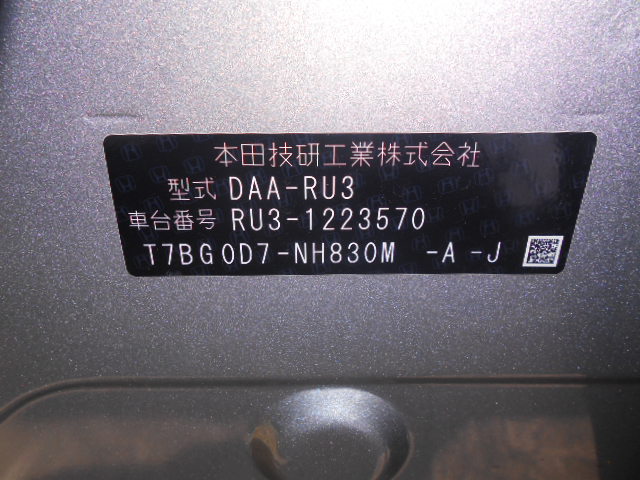 本田技研工業株式会社
型式 DAA-RU3
車台番号 RU3-1223570
T7BG0D7-NH830M -A -J